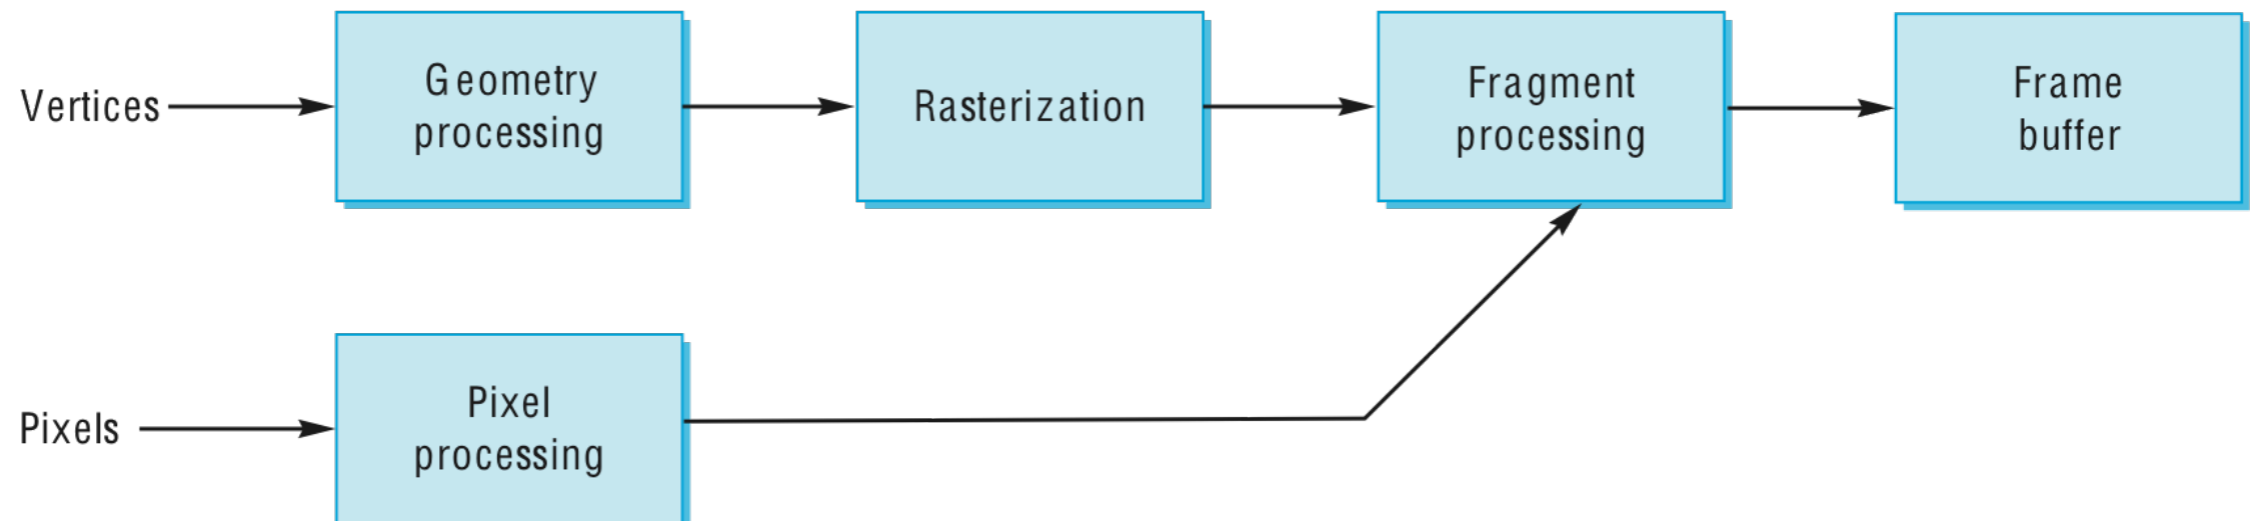 Vertices
Geometry
processing
Rasterization
Fragment
processing
Frame
buffer
Pixels
Pixel
processing